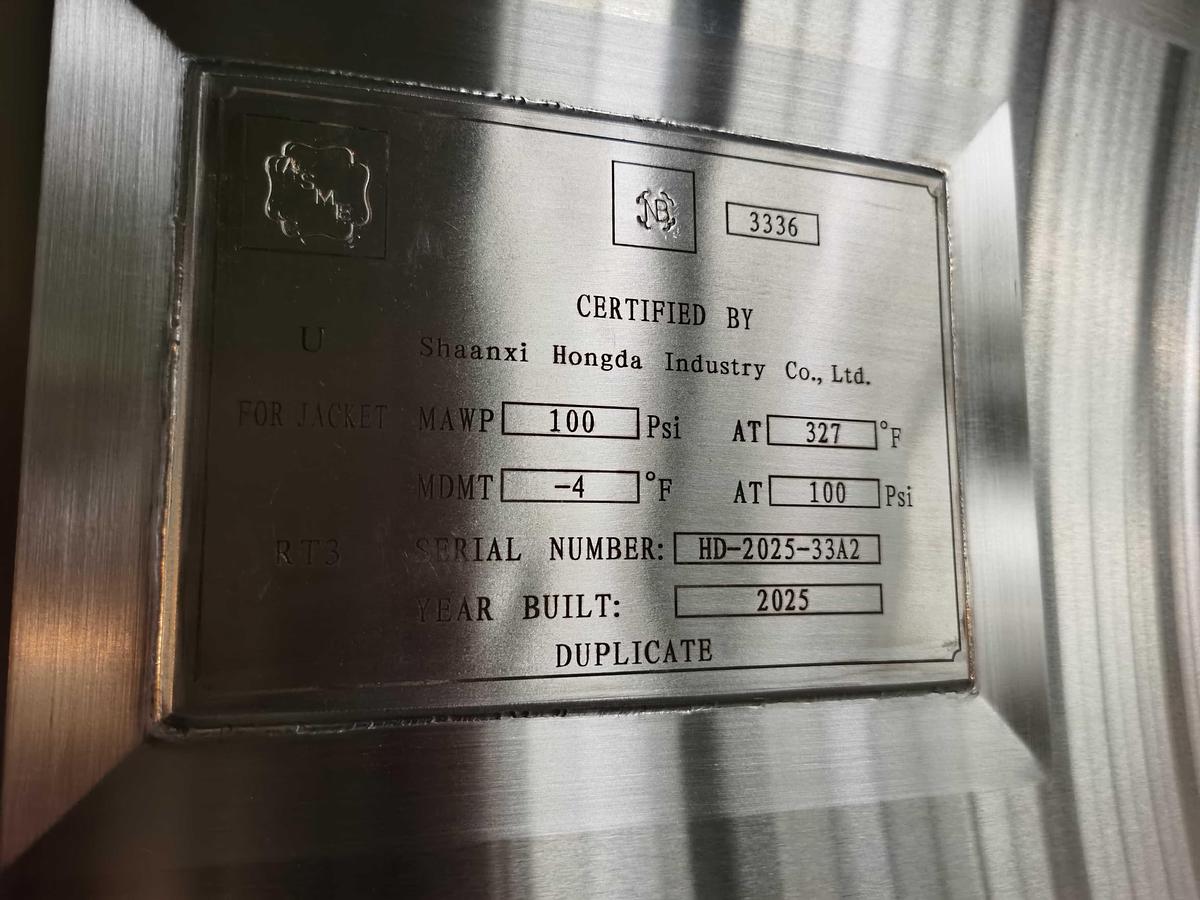 ASME NB 3336
CERTIFIED BY
U
Shaanxi Hongda Industry Co., Ltd.
FOR JACKET MAWP 100 Psi AT 327 °F
MDMT -4 °F AT 100 Psi
RT3 SERIAL NUMBER: HD-2025-33A2
YEAR BUILT: 2025
DUPLICATE